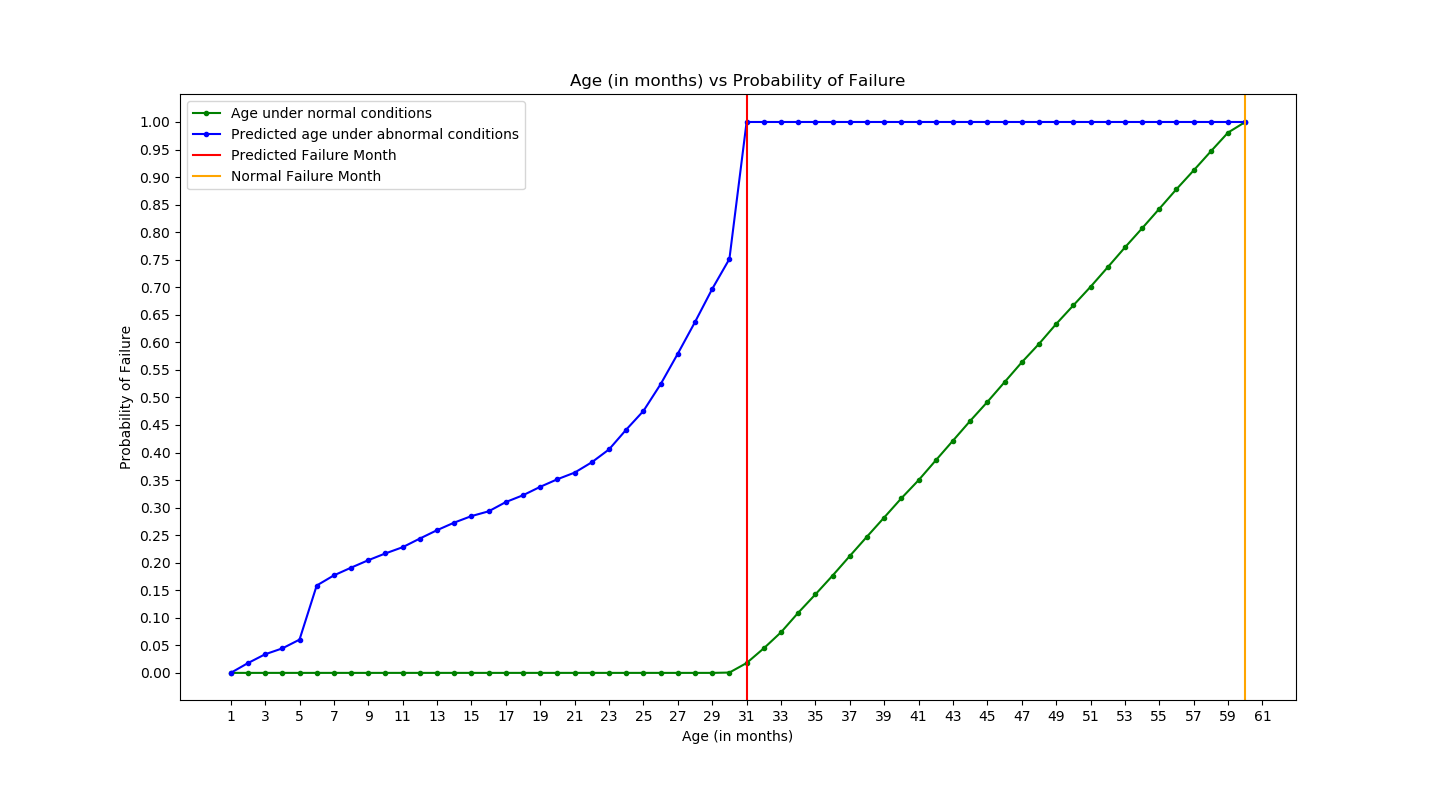 Age (in months) vs Probability of Failure
Age under normal conditions
Predicted age under abnormal conditions
Predicted Failure Month
Normal Failure Month
1.00
0.95
0.90
0.85
0.80
0.75
0.70
0.65
0.60
0.55
0.50
0.45
0.40
0.35
0.30
0.25
0.20
0.15
0.10
0.05
0.00
Probability of Failure
1 3 5 7 9 11 13 15 17 19 21 23 25 27 29 31 33 35 37 39 41 43 45 47 49 51 53 55 57 59 61
Age (in months)